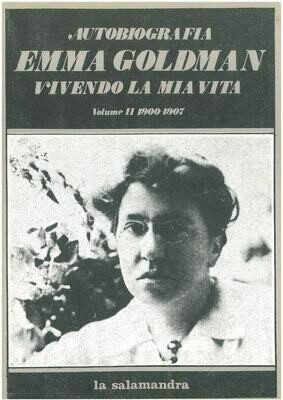 AUTOBIOGRAFIA
EMMA GOLDMAN
VIVENDO LA MIA VITA
Volume II 1900-1907
la salamandra